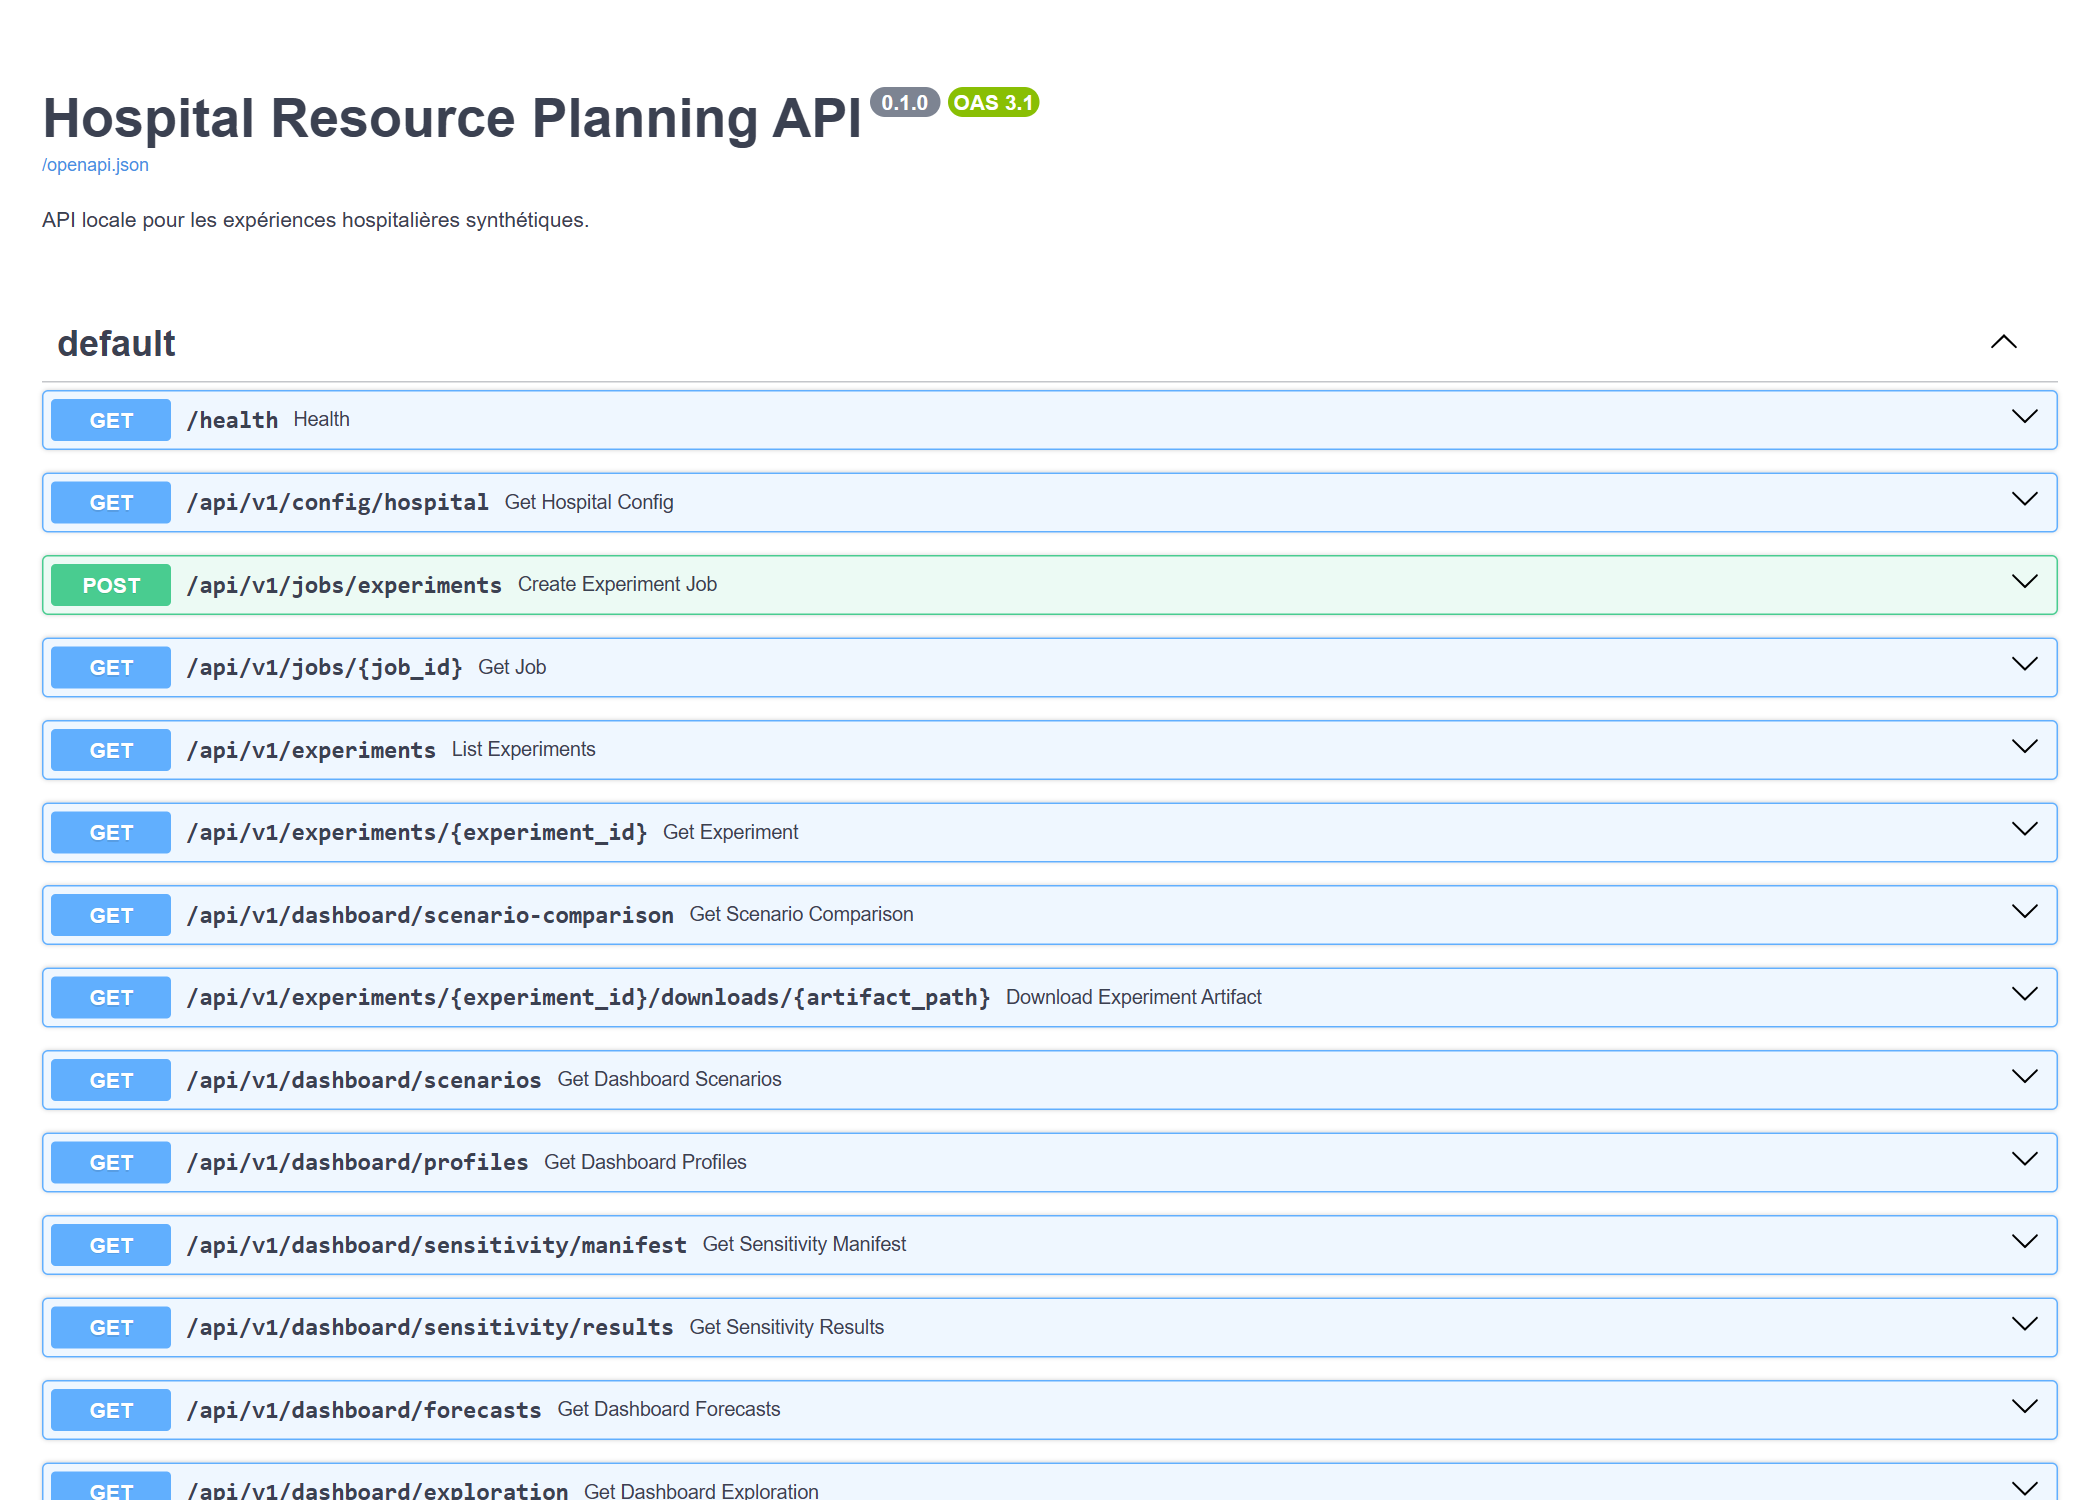 Hospital Resource Planning API 0.1.0 OAS 3.1
/openapi.json
API locale pour les expériences hospitalières synthétiques.
default
GET /health Health
GET /api/v1/config/hospital Get Hospital Config
POST /api/v1/jobs/experiments Create Experiment Job
GET /api/v1/jobs/{job_id} Get Job
GET /api/v1/experiments List Experiments
GET /api/v1/experiments/{experiment_id} Get Experiment
GET /api/v1/dashboard/scenario-comparison Get Scenario Comparison
GET /api/v1/experiments/{experiment_id}/downloads/{artifact_path} Download Experiment Artifact
GET /api/v1/dashboard/scenarios Get Dashboard Scenarios
GET /api/v1/dashboard/profiles Get Dashboard Profiles
GET /api/v1/dashboard/sensitivity/manifest Get Sensitivity Manifest
GET /api/v1/dashboard/sensitivity/results Get Sensitivity Results
GET /api/v1/dashboard/forecasts Get Dashboard Forecasts
GET /api/v1/dashboard/exploration Get Dashboard Exploration